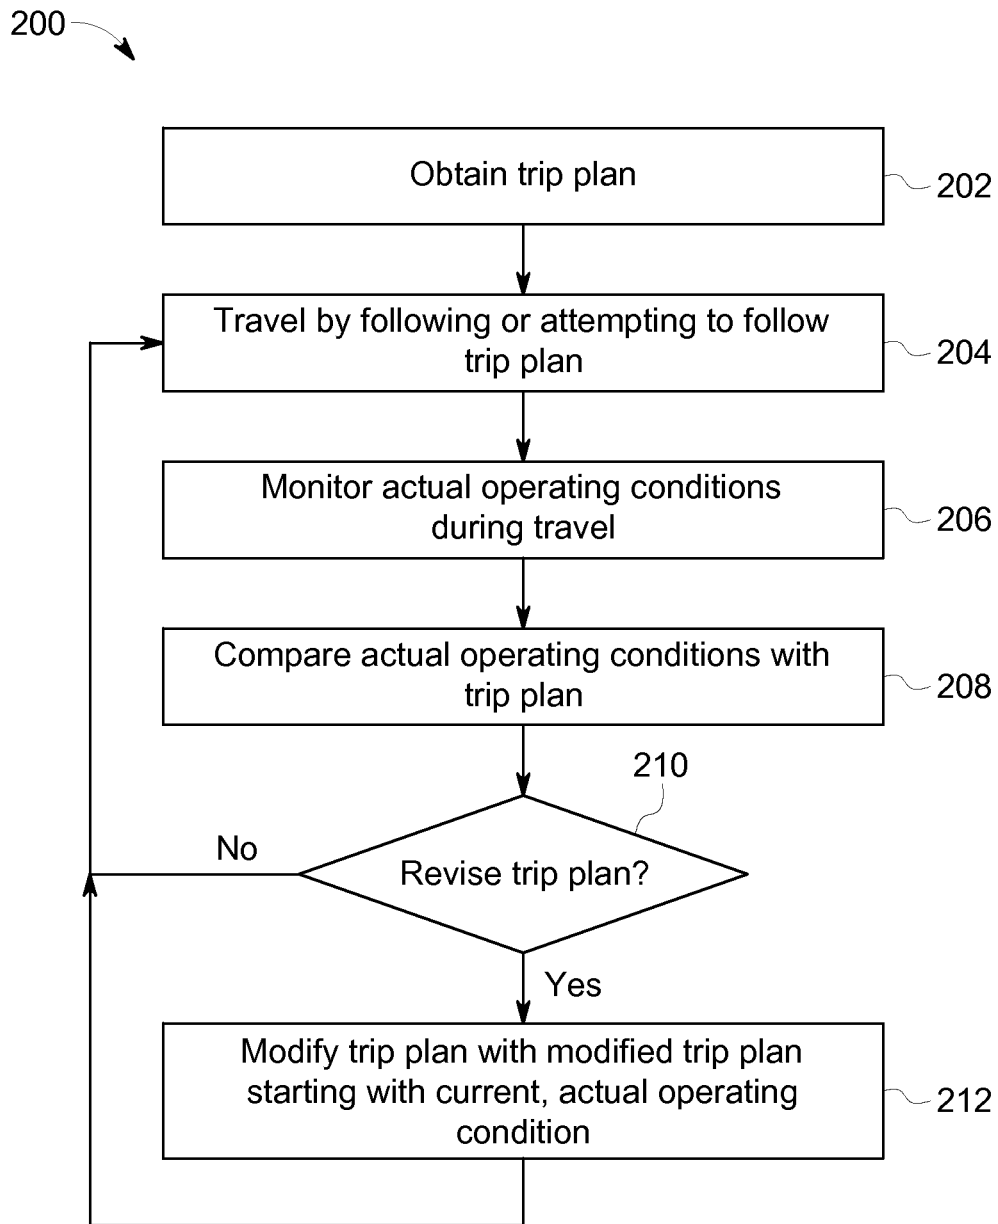 200
Obtain trip plan
202
Travel by following or attempting to follow
trip plan
204
Monitor actual operating conditions
during travel
206
Compare actual operating conditions with
trip plan
208
210
No
Revise trip plan?
Yes
Modify trip plan with modified trip plan
starting with current, actual operating
condition
212